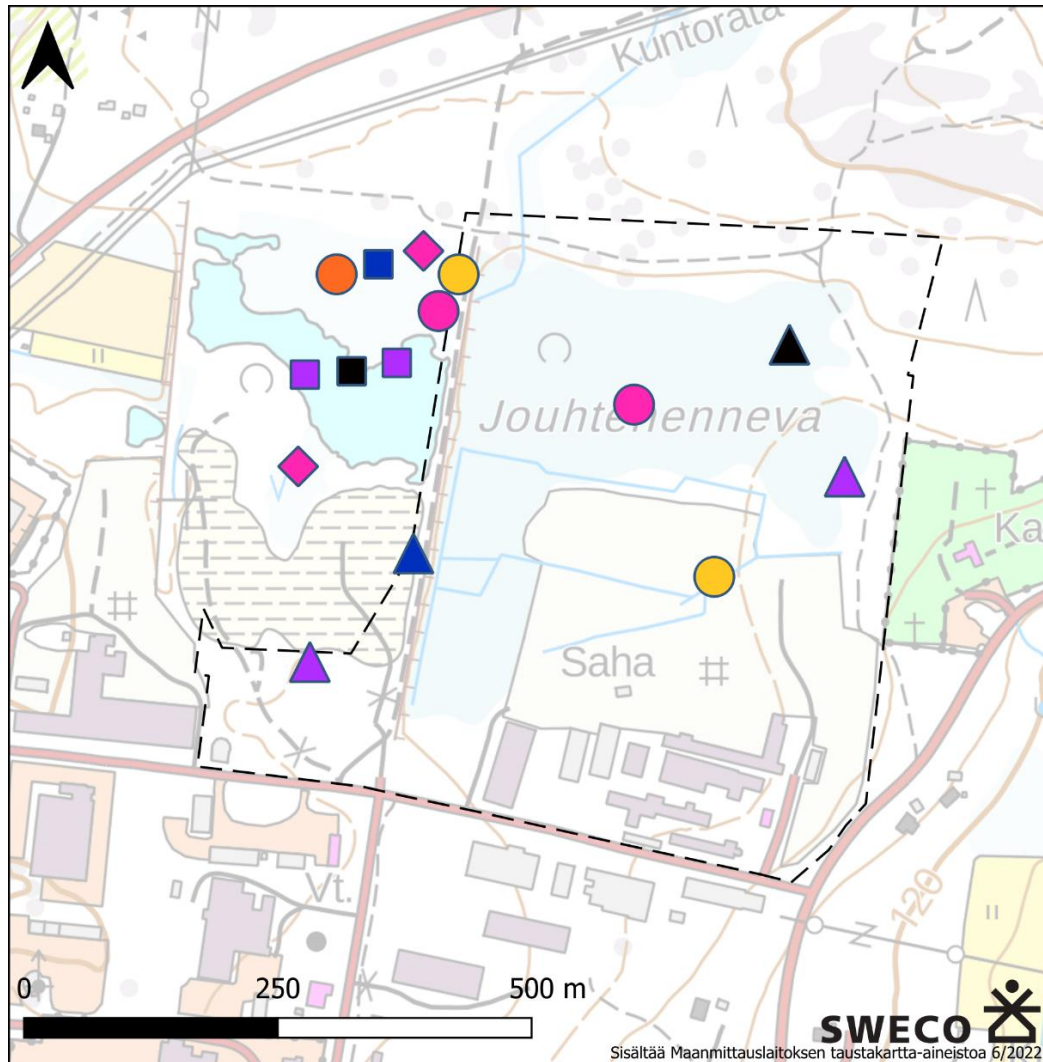 Kuntorata
Jouhtenenneva
Ka
Saha
Vt.
120
0 250 500 m
SWECO
Sisältää Maanmittauslaitoksen taustakartta-aineistoa 6/2022